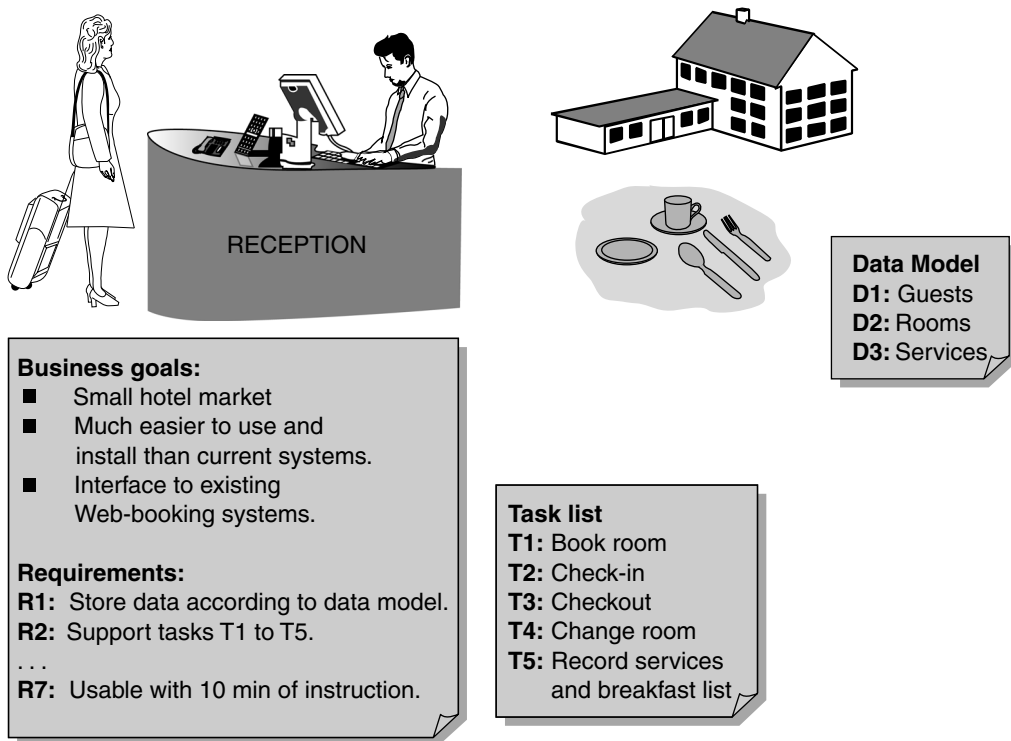 RECEPTION
Data Model
D1: Guests
D2: Rooms
D3: Services
Business goals:
■ Small hotel market
■ Much easier to use and
install than current systems.
■ Interface to existing
Web-booking systems.
Requirements:
R1: Store data according to data model.
R2: Support tasks T1 to T5.
. . .
R7: Usable with 10 min of instruction.
Task list
T1: Book room
T2: Check-in
T3: Checkout
T4: Change room
T5: Record services
and breakfast list